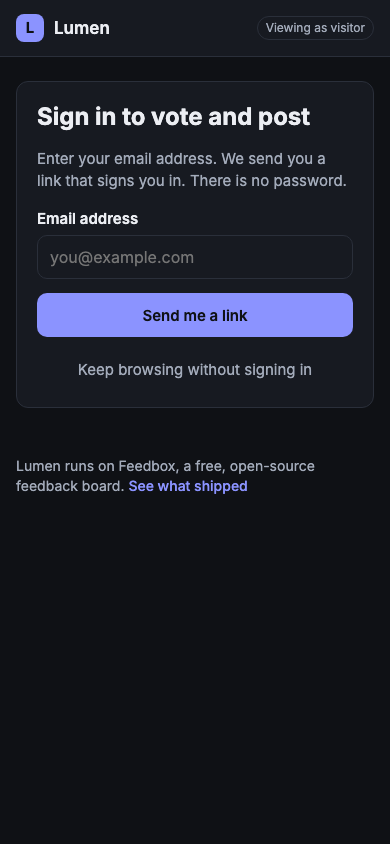 L
Lumen
Viewing as visitor
Sign in to vote and post
Enter your email address. We send you a
link that signs you in. There is no password.
Email address
you@example.com
Send me a link
Keep browsing without signing in
Lumen runs on Feedbox, a free, open-source
feedback board. See what shipped